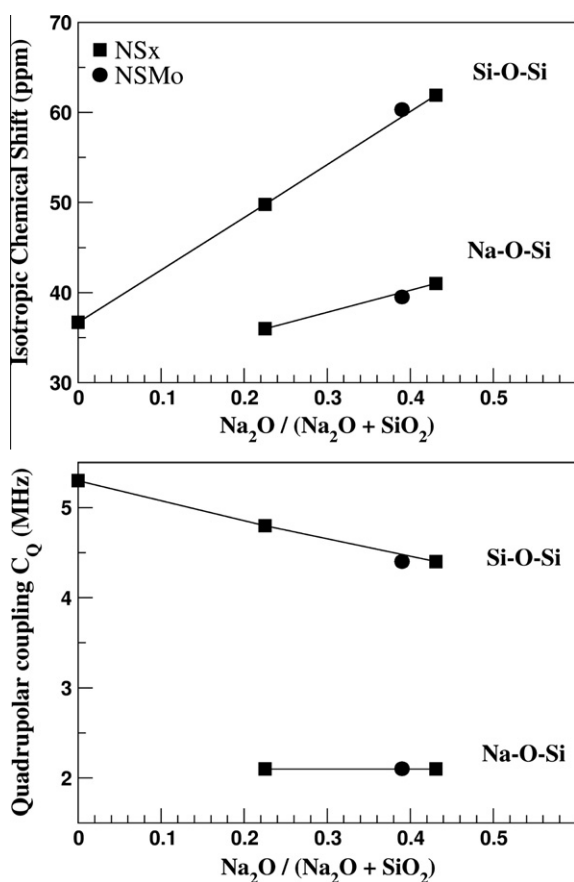 70
NSx
NSMo
Si-O-Si
60
50
Na-O-Si
40
30
0
0.1
0.2
0.3
0.4
0.5
Isotropic Chemical Shift (ppm)
Na₂O / (Na₂O + SiO₂)
5
Si-O-Si
4
3
Na-O-Si
2
0
0.1
0.2
0.3
0.4
0.5
Quadrupolar coupling C_Q (MHz)
Na₂O / (Na₂O + SiO₂)